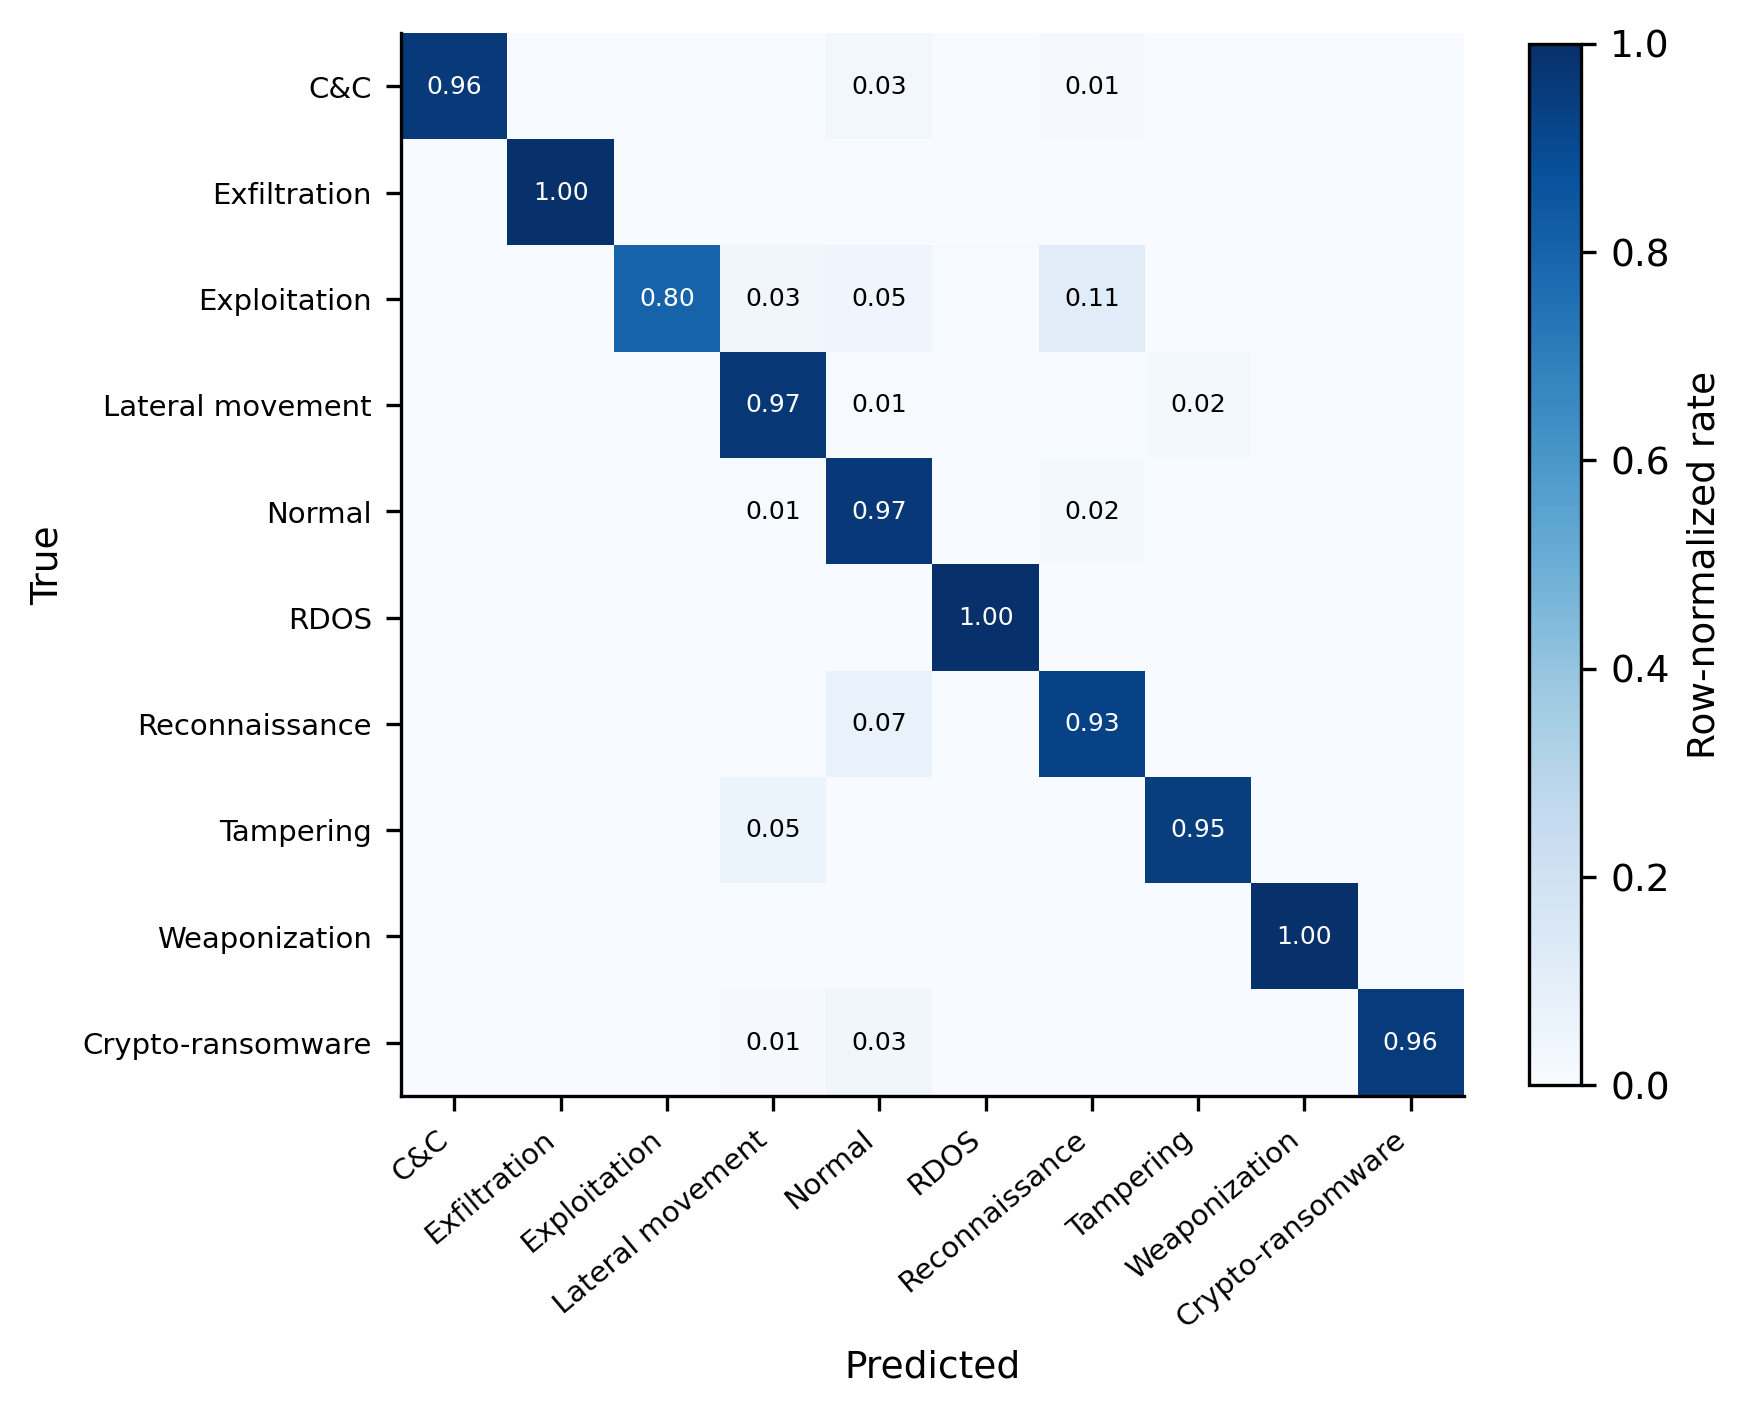 C&C 0.96 0.03 0.01
Exfiltration 1.00
Exploitation 0.80 0.03 0.05 0.11
Lateral movement 0.97 0.01 0.02
Normal 0.01 0.97 0.02
RDOS 1.00
Reconnaissance 0.07 0.93
Tampering 0.05 0.95
Weaponization 1.00
Crypto-ransomware 0.01 0.03 0.96
True
C&C
Exfiltration
Exploitation
Lateral movement
Normal
RDOS
Reconnaissance
Tampering
Weaponization
Crypto-ransomware
Predicted
1.0
0.8
0.6
0.4
0.2
0.0
Row-normalized rate